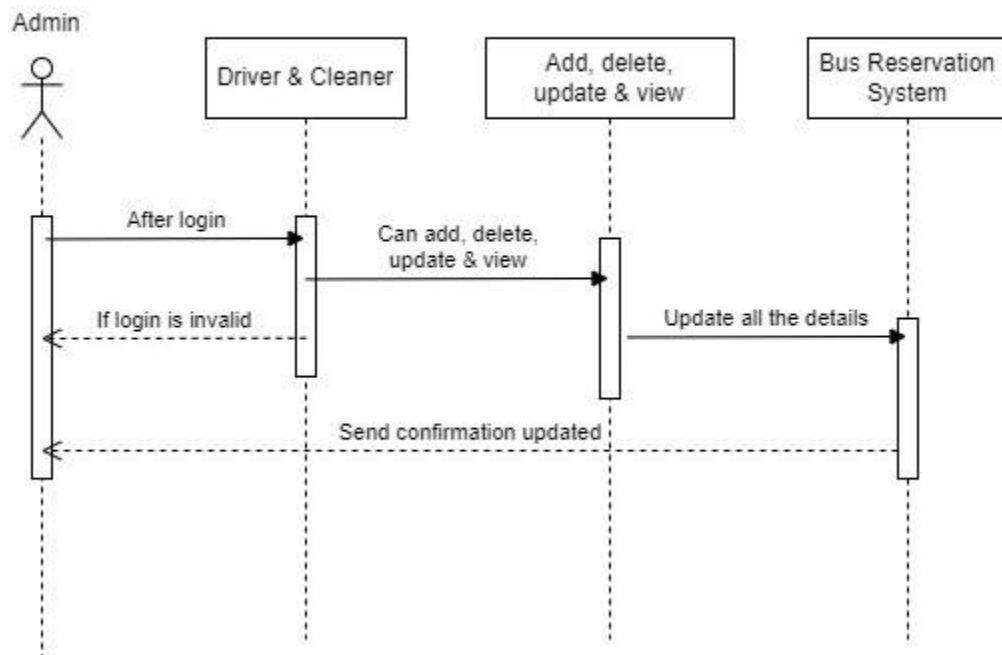 Admin
Driver & Cleaner
Add, delete,
update & view
Bus Reservation
System
After login
Can add, delete,
update & view
If login is invalid
Update all the details
Send confirmation updated